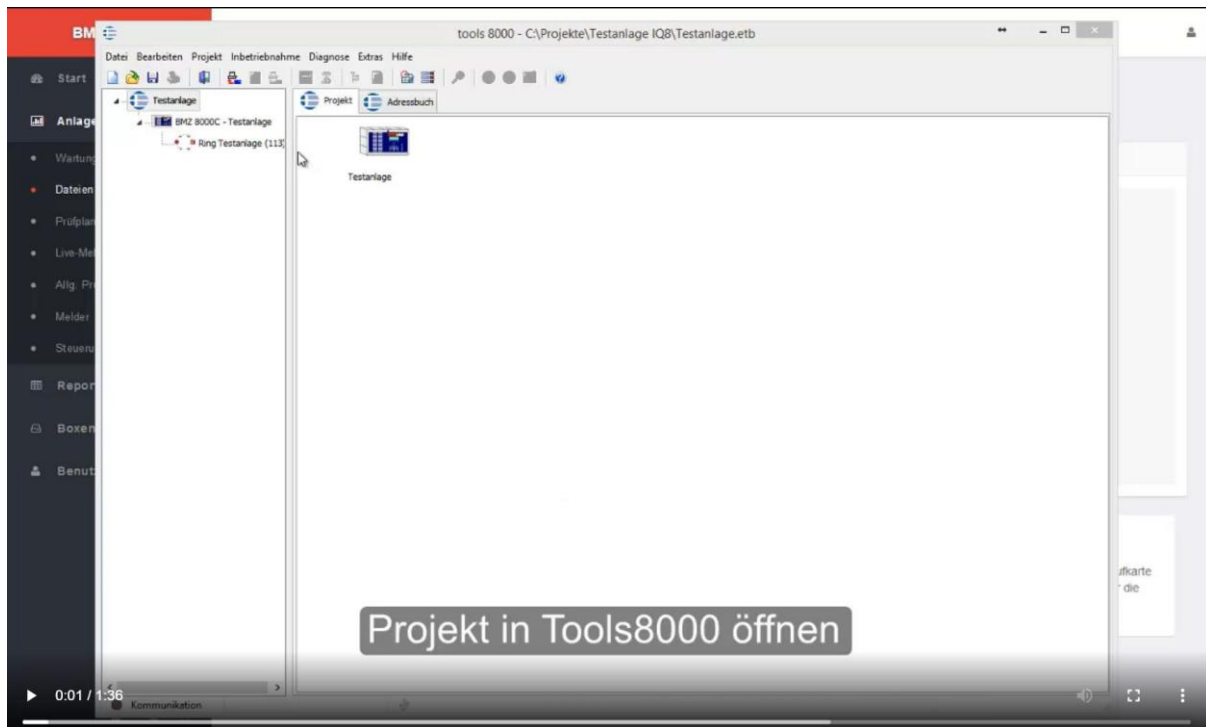 BM
tools 8000 - C:\Projekte\Testanlage IQ8\Testanlage.etb
Datei Bearbeiten Projekt Inbetriebnahme Diagnose Extras Hilfe
Start
Testanlage
Projekt
Adressbuch
Anlage
BMZ 8000C - Testanlage
Ring Testanlage (113)
Wartung
Testanlage
Dateien
Prüfplan
Live-Mel
Allg. Pr
Melder
Steueru
Repor
Boxen
Benut
ufkarte
die
Projekt in Tools8000 öffnen
0:01 / 1:36
Kommunikation